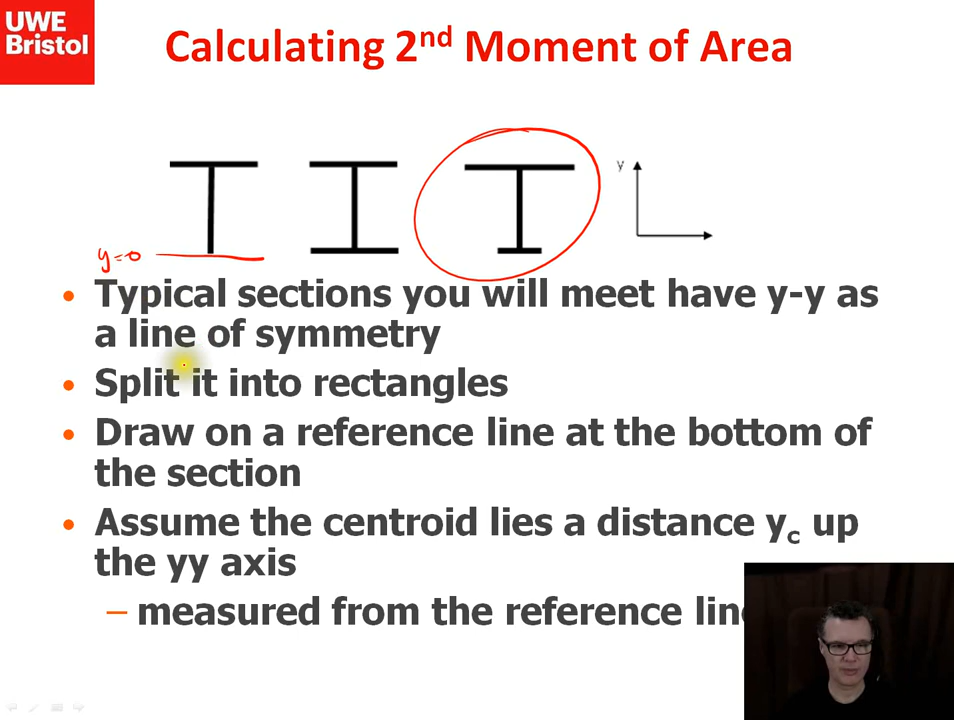 UWE
Bristol
Calculating 2nd Moment of Area
y
y=0
• Typical sections you will meet have y-y as
a line of symmetry
• Split it into rectangles
• Draw on a reference line at the bottom of
the section
• Assume the centroid lies a distance yc up
the yy axis
– measured from the reference